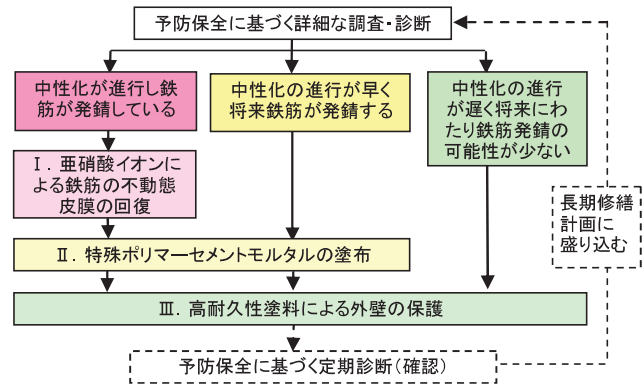 予防保全に基づく詳細な調査・診断
中性化が進行し鉄
筋が発錆している
中性化の進行が早く
将来鉄筋が発錆する
中性化の進行
が遅く将来にわ
たり鉄筋発錆の
可能性が少ない
Ⅰ．亜硝酸イオンに
よる鉄筋の不動態
皮膜の回復
長期修繕
計画に
盛り込む
Ⅱ．特殊ポリマーセメントモルタルの塗布
Ⅲ．高耐久性塗料による外壁の保護
予防保全に基づく定期診断（確認）